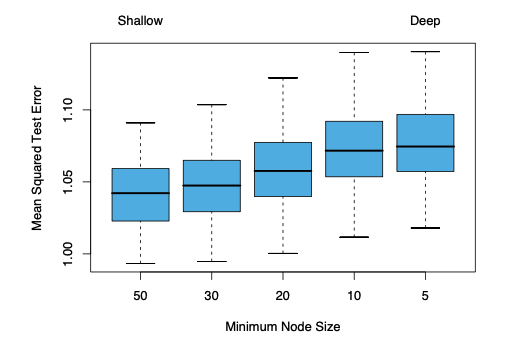 Shallow Deep
Mean Squared Test Error
1.10
1.05
1.00
50 30 20 10 5
Minimum Node Size